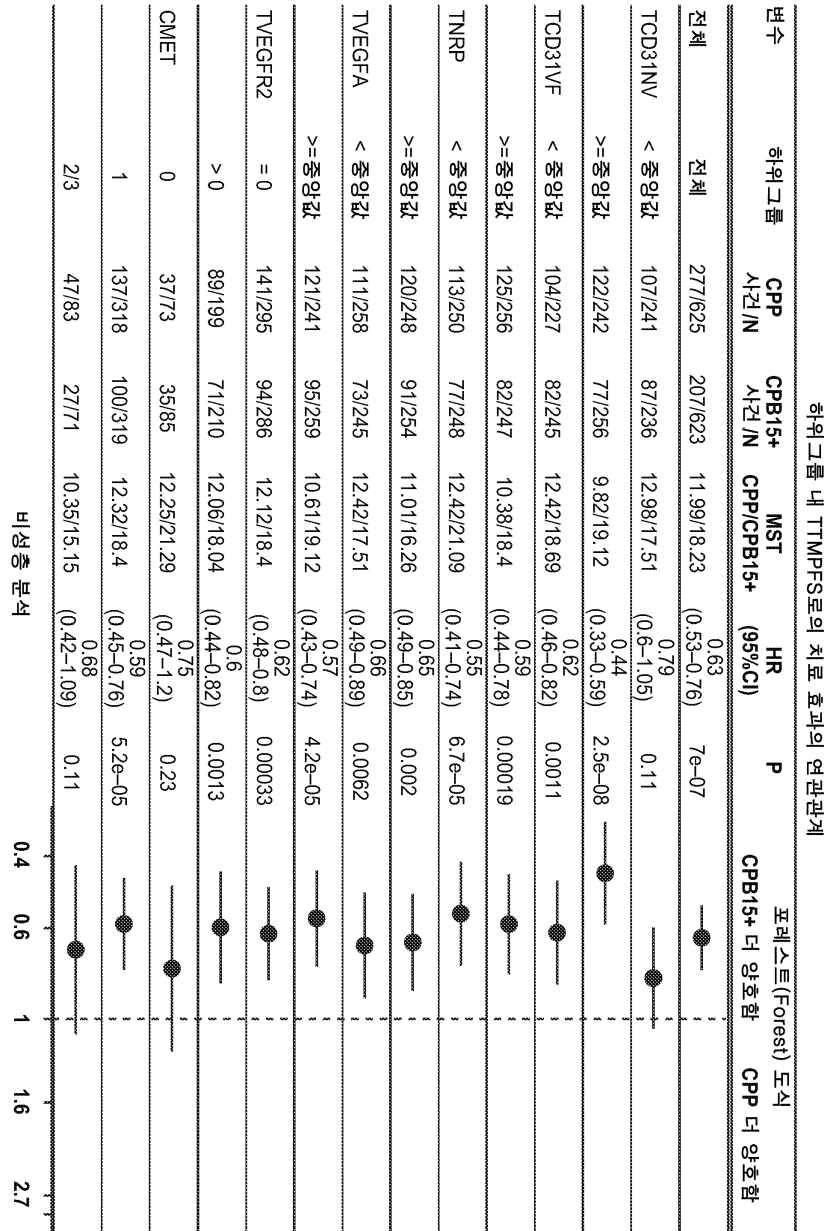 하위그룹 내 TTMPFS로의 치료 효과의 연관관계
변수 하위그룹 CPP 사건/N CPB15+ 사건/N MST CPP/CPB15+ HR (95%CI) P 포레스트(Forest) 도식
CPB15+ 더 양호함 CPP 더 양호함
전체 전체 277/625 207/623 11.99/18.23 0.63 (0.53–0.76) 7e–07
TCD31NV < 중앙값 107/241 87/236 12.98/17.51 0.79 (0.6–1.05) 0.11
>=중앙값 122/242 77/256 9.82/19.12 0.44 (0.33–0.59) 2.5e–08
TCD31VF < 중앙값 104/227 82/245 12.42/18.69 0.62 (0.46–0.82) 0.0011
>=중앙값 125/256 82/247 10.38/18.4 0.59 (0.44–0.78) 0.00019
TNRP < 중앙값 113/250 77/248 12.42/21.09 0.55 (0.41–0.74) 6.7e–05
>=중앙값 120/248 91/254 11.01/16.26 0.65 (0.49–0.85) 0.002
TVEGFA < 중앙값 111/258 73/245 12.42/17.51 0.66 (0.49–0.89) 0.0062
>=중앙값 121/241 95/259 10.61/19.12 0.57 (0.43–0.74) 4.2e–05
TVEGFR2 = 0 141/295 94/286 12.12/18.4 0.62 (0.48–0.8) 0.00033
> 0 89/199 71/210 12.06/18.04 0.6 (0.44–0.82) 0.0013
CMET 0 37/73 35/85 12.25/21.29 0.75 (0.47–1.2) 0.23
1 137/318 100/319 12.32/18.4 0.59 (0.45–0.76) 5.2e–05
2/3 47/83 27/71 10.35/15.15 0.68 (0.42–1.09) 0.11
0.4 0.6 1 1.6 2.7
비성층 분석